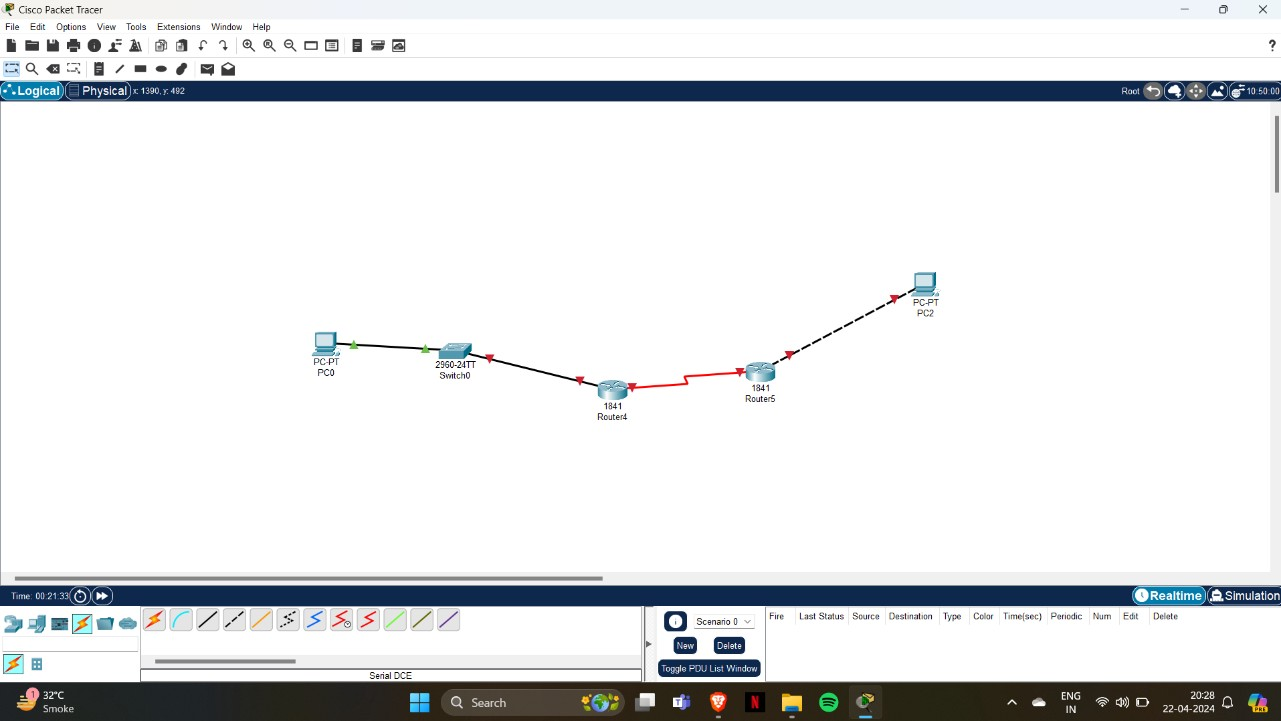 Cisco Packet Tracer
File Edit Options View Tools Extensions Window Help
?
Logical Physical x: 1390, y: 492 Root 10:50:00
PC-PT
PC2
PC-PT
PC0
2960-24TT
Switch0
1841
Router5
1841
Router4
Time: 00:21:33 Realtime Simulation
Scenario 0
Fire Last Status Source Destination Type Color Time(sec) Periodic Num Edit Delete
New Delete
Toggle PDU List Window
Serial DCE
1
32°C
Smoke
Search
ENG
IN
20:28
22-04-2024
PRE